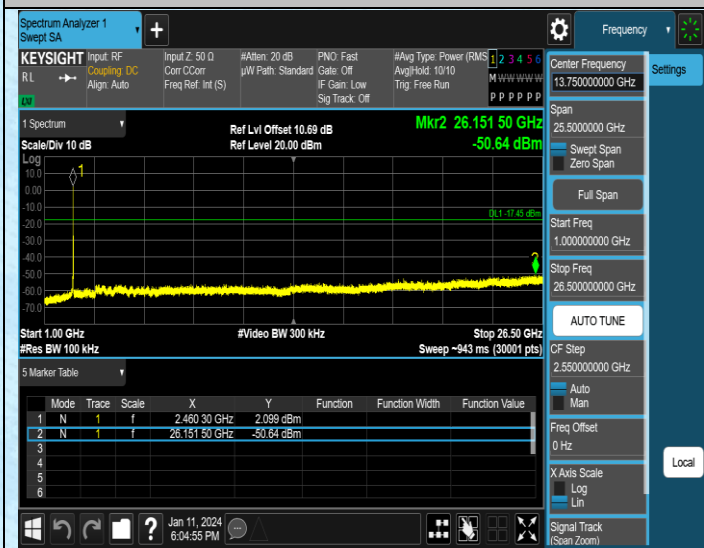 Spectrum Analyzer 1
Swept SA
Frequency
KEYSIGHT
RL
LXI
Input: RF
Coupling: DC
Align: Auto
Input Z: 50 Ω
Corr CCorr
Freq Ref: Int (S)
#Atten: 20 dB
µW Path: Standard
PNO: Fast
Gate: Off
IF Gain: Low
Sig Track: Off
#Avg Type: Power (RMS
Avg|Hold: 10/10
Trig: Free Run
1 2 3 4 5 6
M W W W W W
P P P P P P
Settings
Center Frequency
13.750000000 GHz
Span
25.5000000 GHz
Swept Span
Zero Span
Full Span
Start Freq
1.000000000 GHz
Stop Freq
26.500000000 GHz
AUTO TUNE
CF Step
2.550000000 GHz
Auto
Man
Freq Offset
0 Hz
X Axis Scale
Log
Lin
Signal Track
(Span Zoom)
Local
1 Spectrum
Scale/Div 10 dB
Ref Lvl Offset 10.69 dB
Ref Level 20.00 dBm
Mkr2 26.151 50 GHz
-50.64 dBm
Log
10.0
0.00
-10.0
-20.0
-30.0
-40.0
-50.0
-60.0
-70.0
1
DL1 -17.45 dBm
2
Start 1.00 GHz
#Video BW 300 kHz
Stop 26.50 GHz
#Res BW 100 kHz
Sweep ~943 ms (30001 pts)
5 Marker Table
Mode Trace Scale X Y Function Function Width Function Value
1 N 1 f 2.460 30 GHz 2.099 dBm
2 N 1 f 26.151 50 GHz -50.64 dBm
3
4
5
6
?
Jan 11, 2024
6:04:55 PM